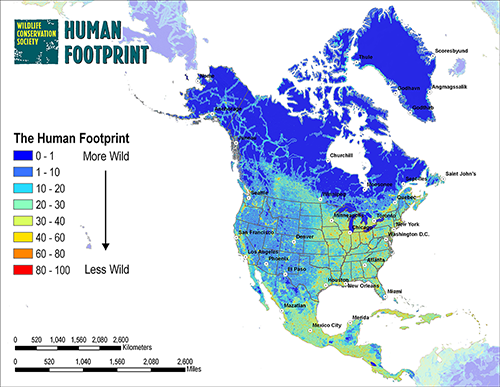 WILDLIFE
CONSERVATION
SOCIETY
HUMAN
FOOTPRINT
The Human Footprint
0 - 1 More Wild
1 - 10
10 - 20
20 - 30
30 - 40
40 - 60
60 - 80
80 - 100 Less Wild
Scoresbysund
Thule
Angmagssalik
Godthab
Churchill
Saint John's
Seattle
Quebec
Minneapolis
Toronto
New York
Chicago
San Francisco
Denver
Washington D.C.
Los Angeles
Phoenix
Atlanta
El Paso
Houston
New Orleans
Miami
Mazatlan
Merida
Mexico City
0 520 1,040 1,560 2,080 2,600
Kilometers
0 520 1,040 1,560 2,080 2,600
Miles